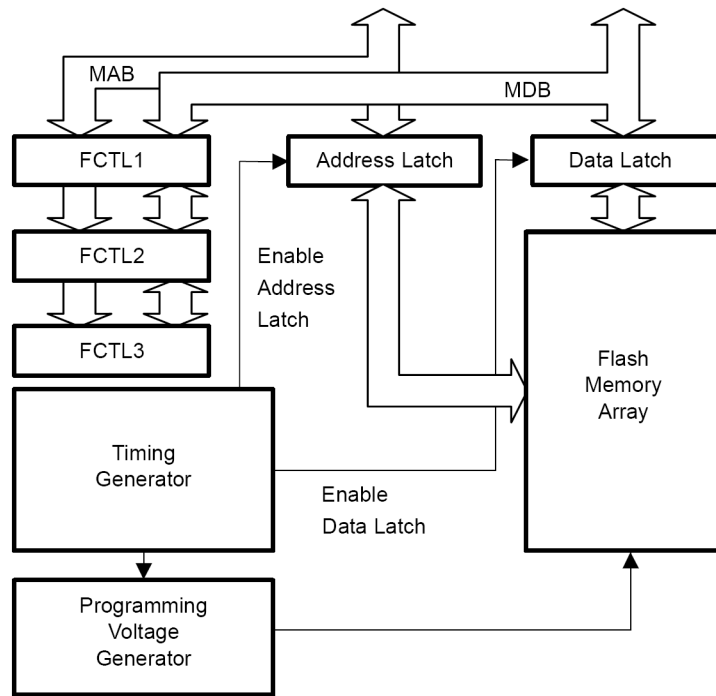 MAB
MDB
FCTL1
Address Latch
Data Latch
FCTL2
Enable
Address
Latch
FCTL3
Flash
Memory
Array
Timing
Generator
Enable
Data Latch
Programming
Voltage
Generator